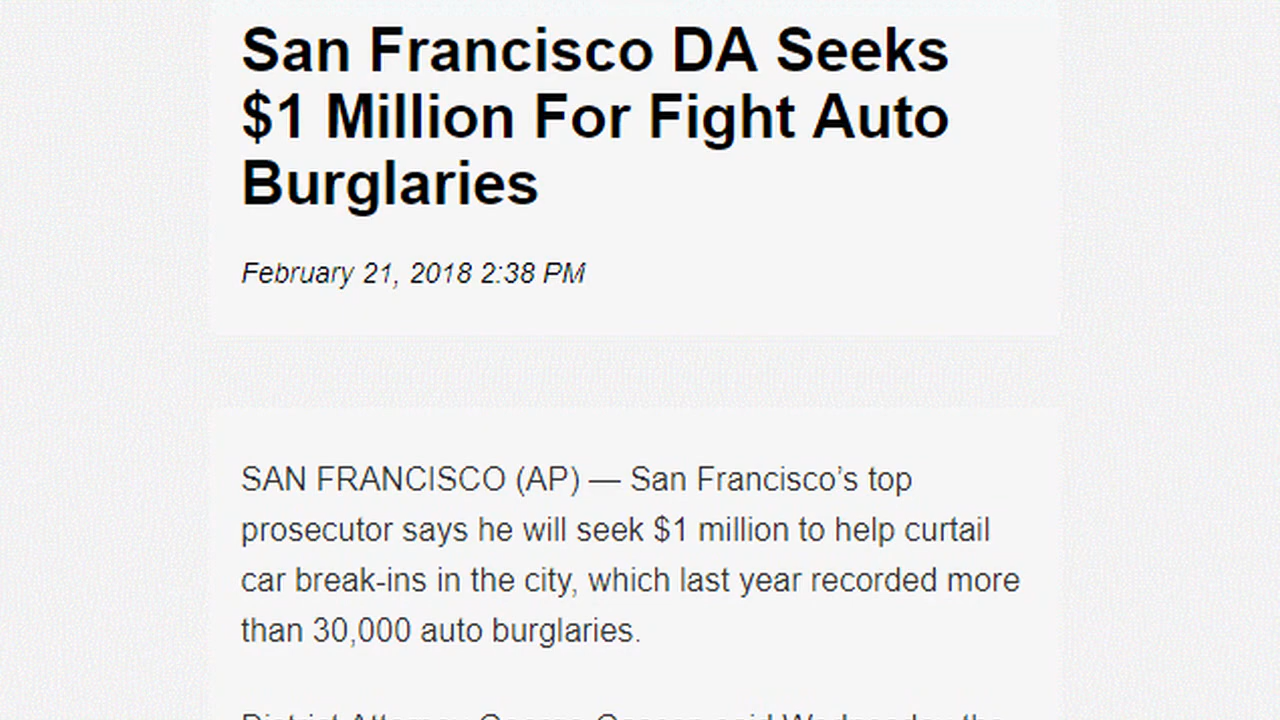 San Francisco DA Seeks
$1 Million For Fight Auto
Burglaries
February 21, 2018 2:38 PM
SAN FRANCISCO (AP) — San Francisco’s top
prosecutor says he will seek $1 million to help curtail
car break-ins in the city, which last year recorded more
than 30,000 auto burglaries.